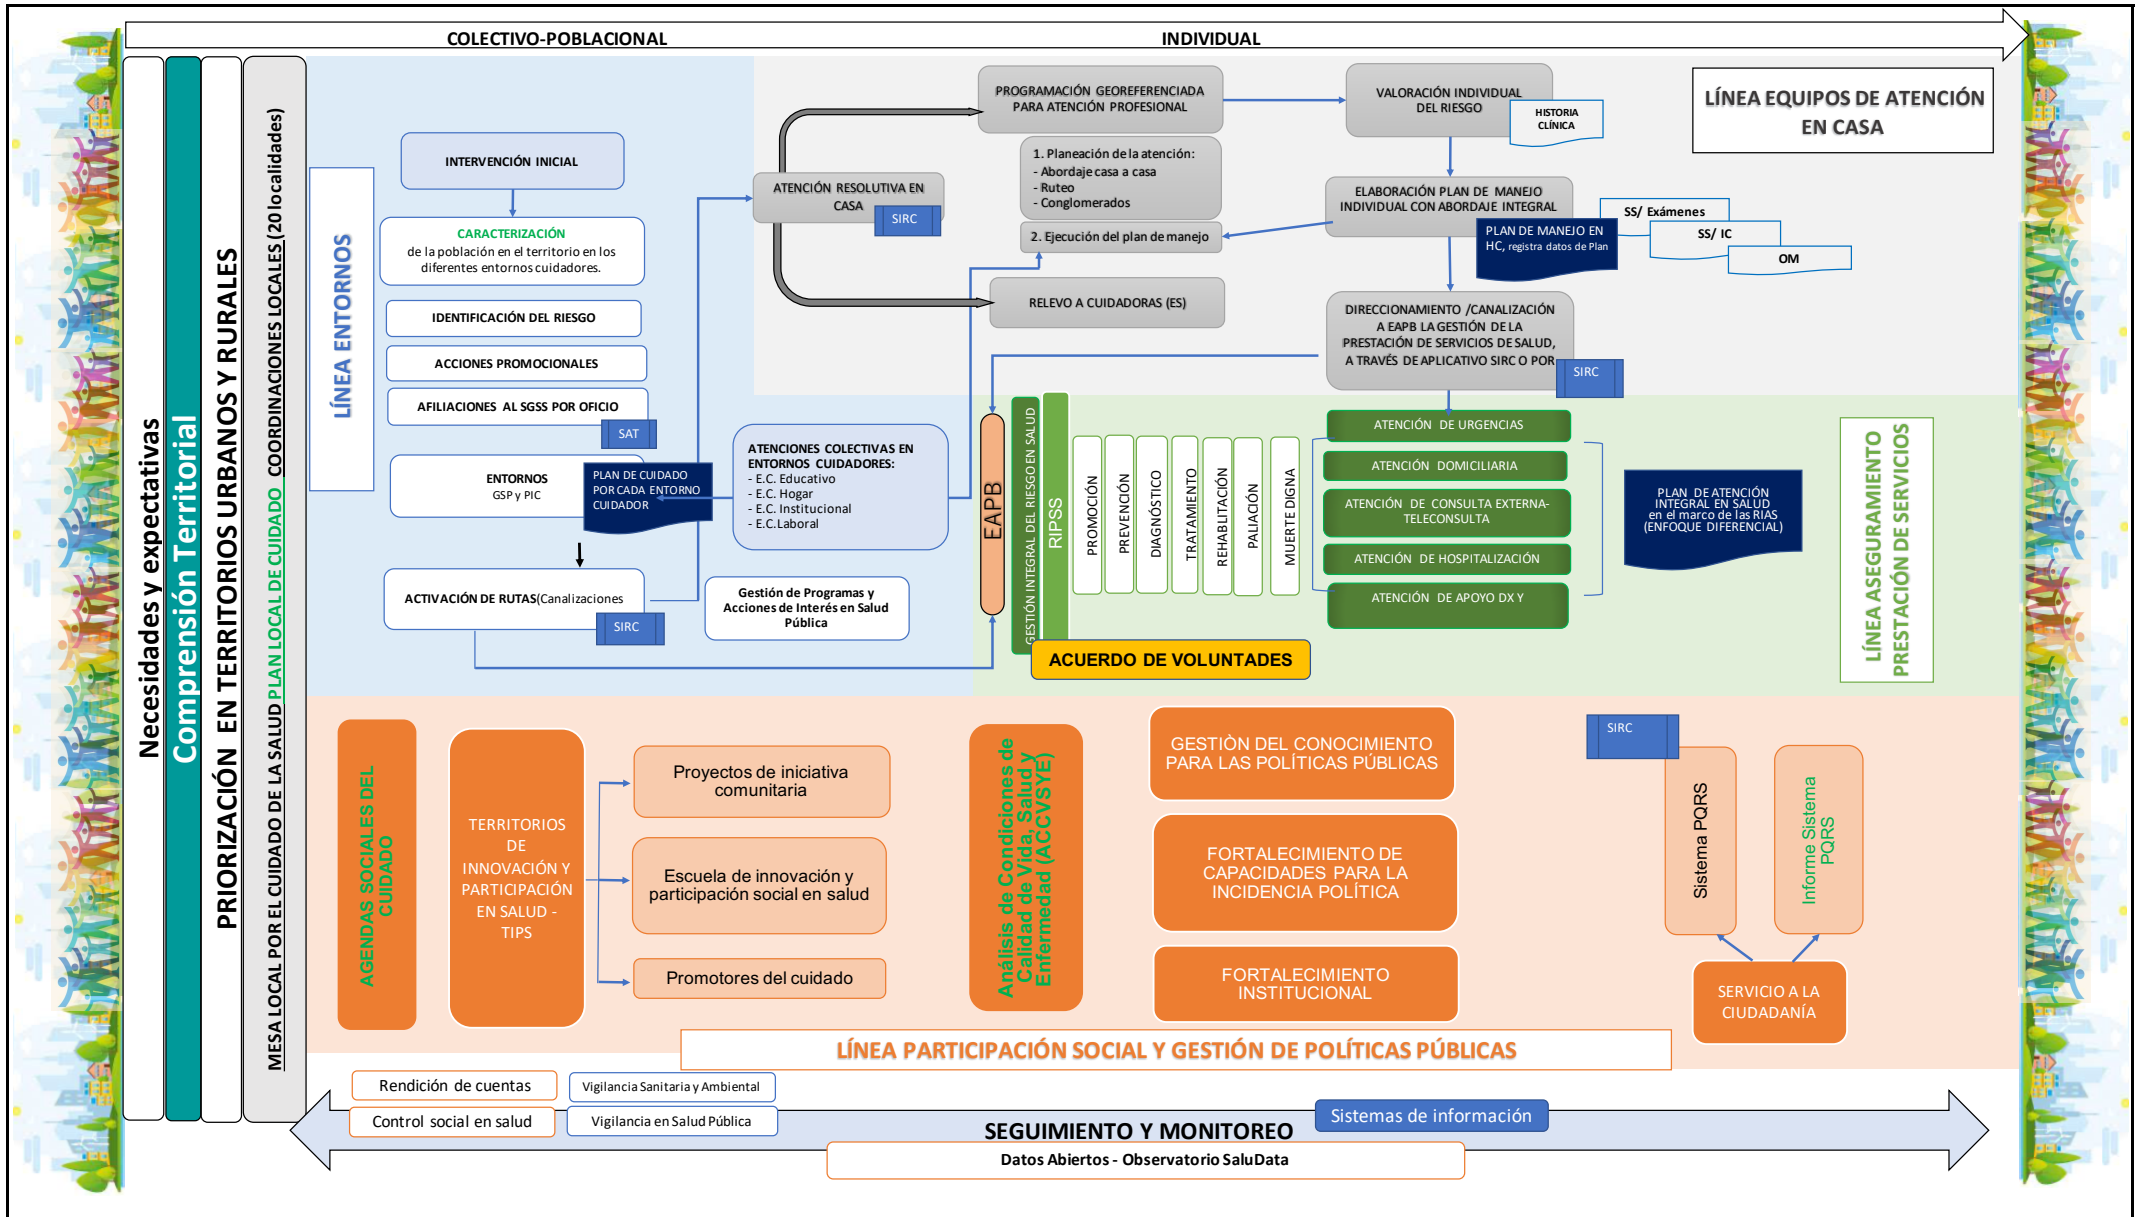 COLECTIVO-POBLACIONAL
INDIVIDUAL
Necesidades y expectativas
Comprensión Territorial
PRIORIZACIÓN EN TERRITORIOS URBANOS Y RURALES
MESA LOCAL POR EL CUIDADO DE LA SALUD PLAN LOCAL DE CUIDADO COORDINACIONES LOCALES (20 localidades)
LÍNEA ENTORNOS
INTERVENCIÓN INICIAL
CARACTERIZACIÓN
de la población en el territorio en los
diferentes entornos cuidadores.
IDENTIFICACIÓN DEL RIESGO
ACCIONES PROMOCIONALES
AFILIACIONES AL SGSS POR OFICIO
SAT
ENTORNOS
GSP y PIC
PLAN DE CUIDADO
POR CADA ENTORNO
CUIDADOR
ACTIVACIÓN DE RUTAS(Canalizaciones
SIRC
ATENCIONES COLECTIVAS EN
ENTORNOS CUIDADORES:
- E.C. Educativo
- E.C. Hogar
- E.C. Institucional
- E.C.Laboral
Gestión de Programas y
Acciones de Interés en Salud
Pública
ATENCIÓN RESOLUTIVA EN
CASA
SIRC
PROGRAMACIÓN GEOREFERENCIADA
PARA ATENCIÓN PROFESIONAL
1. Planeación de la atención:
- Abordaje casa a casa
- Ruteo
- Conglomerados
2. Ejecución del plan de manejo
RELEVO A CUIDADORAS (ES)
VALORACIÓN INDIVIDUAL
DEL RIESGO
HISTORIA
CLÍNICA
ELABORACIÓN PLAN DE MANEJO
INDIVIDUAL CON ABORDAJE INTEGRAL
PLAN DE MANEJO EN
HC, registra datos de Plan
SS/ Exámenes
SS/ IC
OM
DIRECCIONAMIENTO /CANALIZACIÓN
A EAPB LA GESTIÓN DE LA
PRESTACIÓN DE SERVICIOS DE SALUD,
A TRAVÉS DE APLICATIVO SIRC O POR
SIRC
LÍNEA EQUIPOS DE ATENCIÓN
EN CASA
EAPB
GESTIÓN INTEGRAL DEL RIESGO EN SALUD
RIPSS
PROMOCIÓN
PREVENCIÓN
DIAGNÓSTICO
TRATAMIENTO
REHABILITACIÓN
PALIACIÓN
MUERTE DIGNA
ATENCIÓN DE URGENCIAS
ATENCIÓN DOMICILIARIA
ATENCIÓN DE CONSULTA EXTERNA-
TELECONSULTA
ATENCIÓN DE HOSPITALIZACIÓN
ATENCIÓN DE APOYO DX Y
PLAN DE ATENCIÓN
INTEGRAL EN SALUD
en el marco de las RIAS
(ENFOQUE DIFERENCIAL)
LÍNEA ASEGURAMIENTO
PRESTACIÓN DE SERVICIOS
ACUERDO DE VOLUNTADES
AGENDAS SOCIALES DEL
CUIDADO
TERRITORIOS
DE
INNOVACIÓN Y
PARTICIPACIÓN
EN SALUD -
TIPS
Proyectos de iniciativa
comunitaria
Escuela de innovación y
participación social en salud
Promotores del cuidado
Análisis de Condiciones de
Calidad de Vida, Salud y
Enfermedad (ACCVSYE)
GESTIÒN DEL CONOCIMIENTO
PARA LAS POLÍTICAS PÚBLICAS
FORTALECIMIENTO DE
CAPACIDADES PARA LA
INCIDENCIA POLÍTICA
FORTALECIMIENTO
INSTITUCIONAL
SIRC
Sistema PQRS
Informe Sistema
PQRS
SERVICIO A LA
CIUDADANÍA
LÍNEA PARTICIPACIÓN SOCIAL Y GESTIÓN DE POLÍTICAS PÚBLICAS
Rendición de cuentas
Vigilancia Sanitaria y Ambiental
Control social en salud
Vigilancia en Salud Pública
SEGUIMIENTO Y MONITOREO
Sistemas de información
Datos Abiertos - Observatorio SaluData